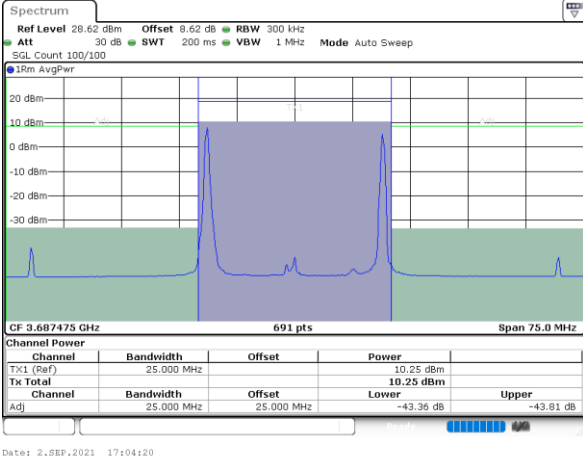 Spectrum
Ref Level 28.62 dBm Offset 8.62 dB RBW 300 kHz
Att 30 dB SWT 200 ms VBW 1 MHz Mode Auto Sweep
SGL Count 100/100
1Rm AvgPwr
20 dBm
TX1
10 dBm Adj Adj
0 dBm
-10 dBm
-20 dBm
-30 dBm
CF 3.687475 GHz 691 pts Span 75.0 MHz
Channel Power
Channel Bandwidth Offset Power
TX1 (Ref) 25.000 MHz 10.25 dBm
Tx Total 10.25 dBm
Channel Bandwidth Offset Lower Upper
Adj 25.000 MHz 25.000 MHz -43.36 dB -43.81 dB
Ready
Date: 2.SEP.2021 17:04:20